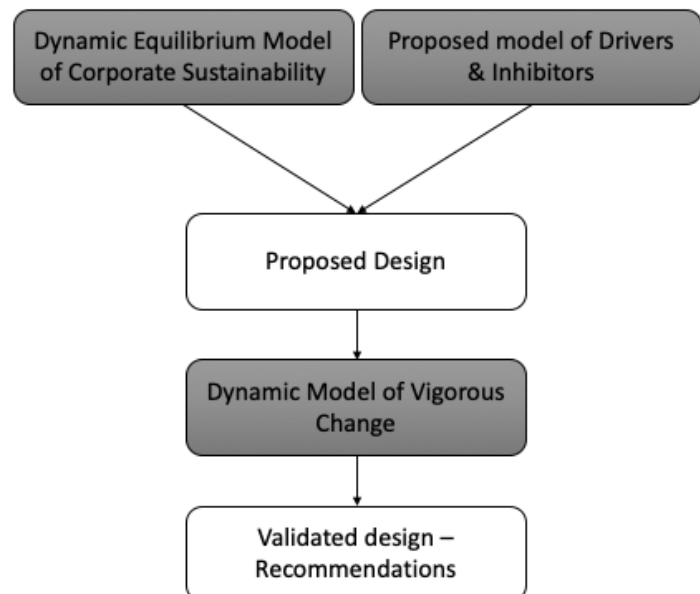 Dynamic Equilibrium Model
of Corporate Sustainability
Proposed model of Drivers
& Inhibitors
Proposed Design
Dynamic Model of Vigorous
Change
Validated design –
Recommendations